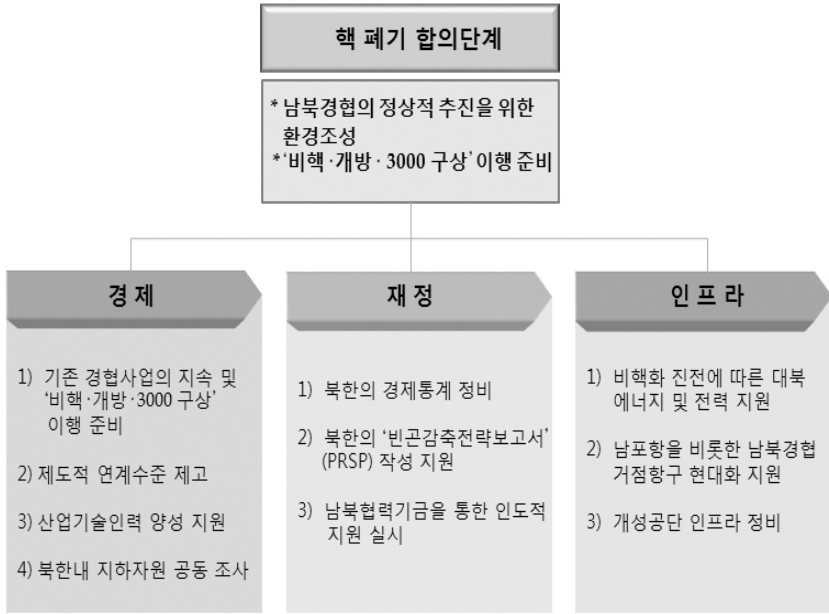 핵 폐기 합의단계
* 남북경협의 정상적 추진을 위한
환경조성
*‘비핵·개방·3000 구상’ 이행 준비
경 제
1) 기존 경협사업의 지속 및
‘비핵·개방·3000 구상’
이행 준비
2) 제도적 연계수준 제고
3) 산업기술인력 양성 지원
4) 북한내 지하자원 공동 조사
재 정
1) 북한의 경제통계 정비
2) 북한의 ‘빈곤감축전략보고서’
(PRSP) 작성 지원
3) 남북협력기금을 통한 인도적
지원 실시
인 프 라
1) 비핵화 진전에 따른 대북
에너지 및 전력 지원
2) 남포항을 비롯한 남북경협
거점항구 현대화 지원
3) 개성공단 인프라 정비